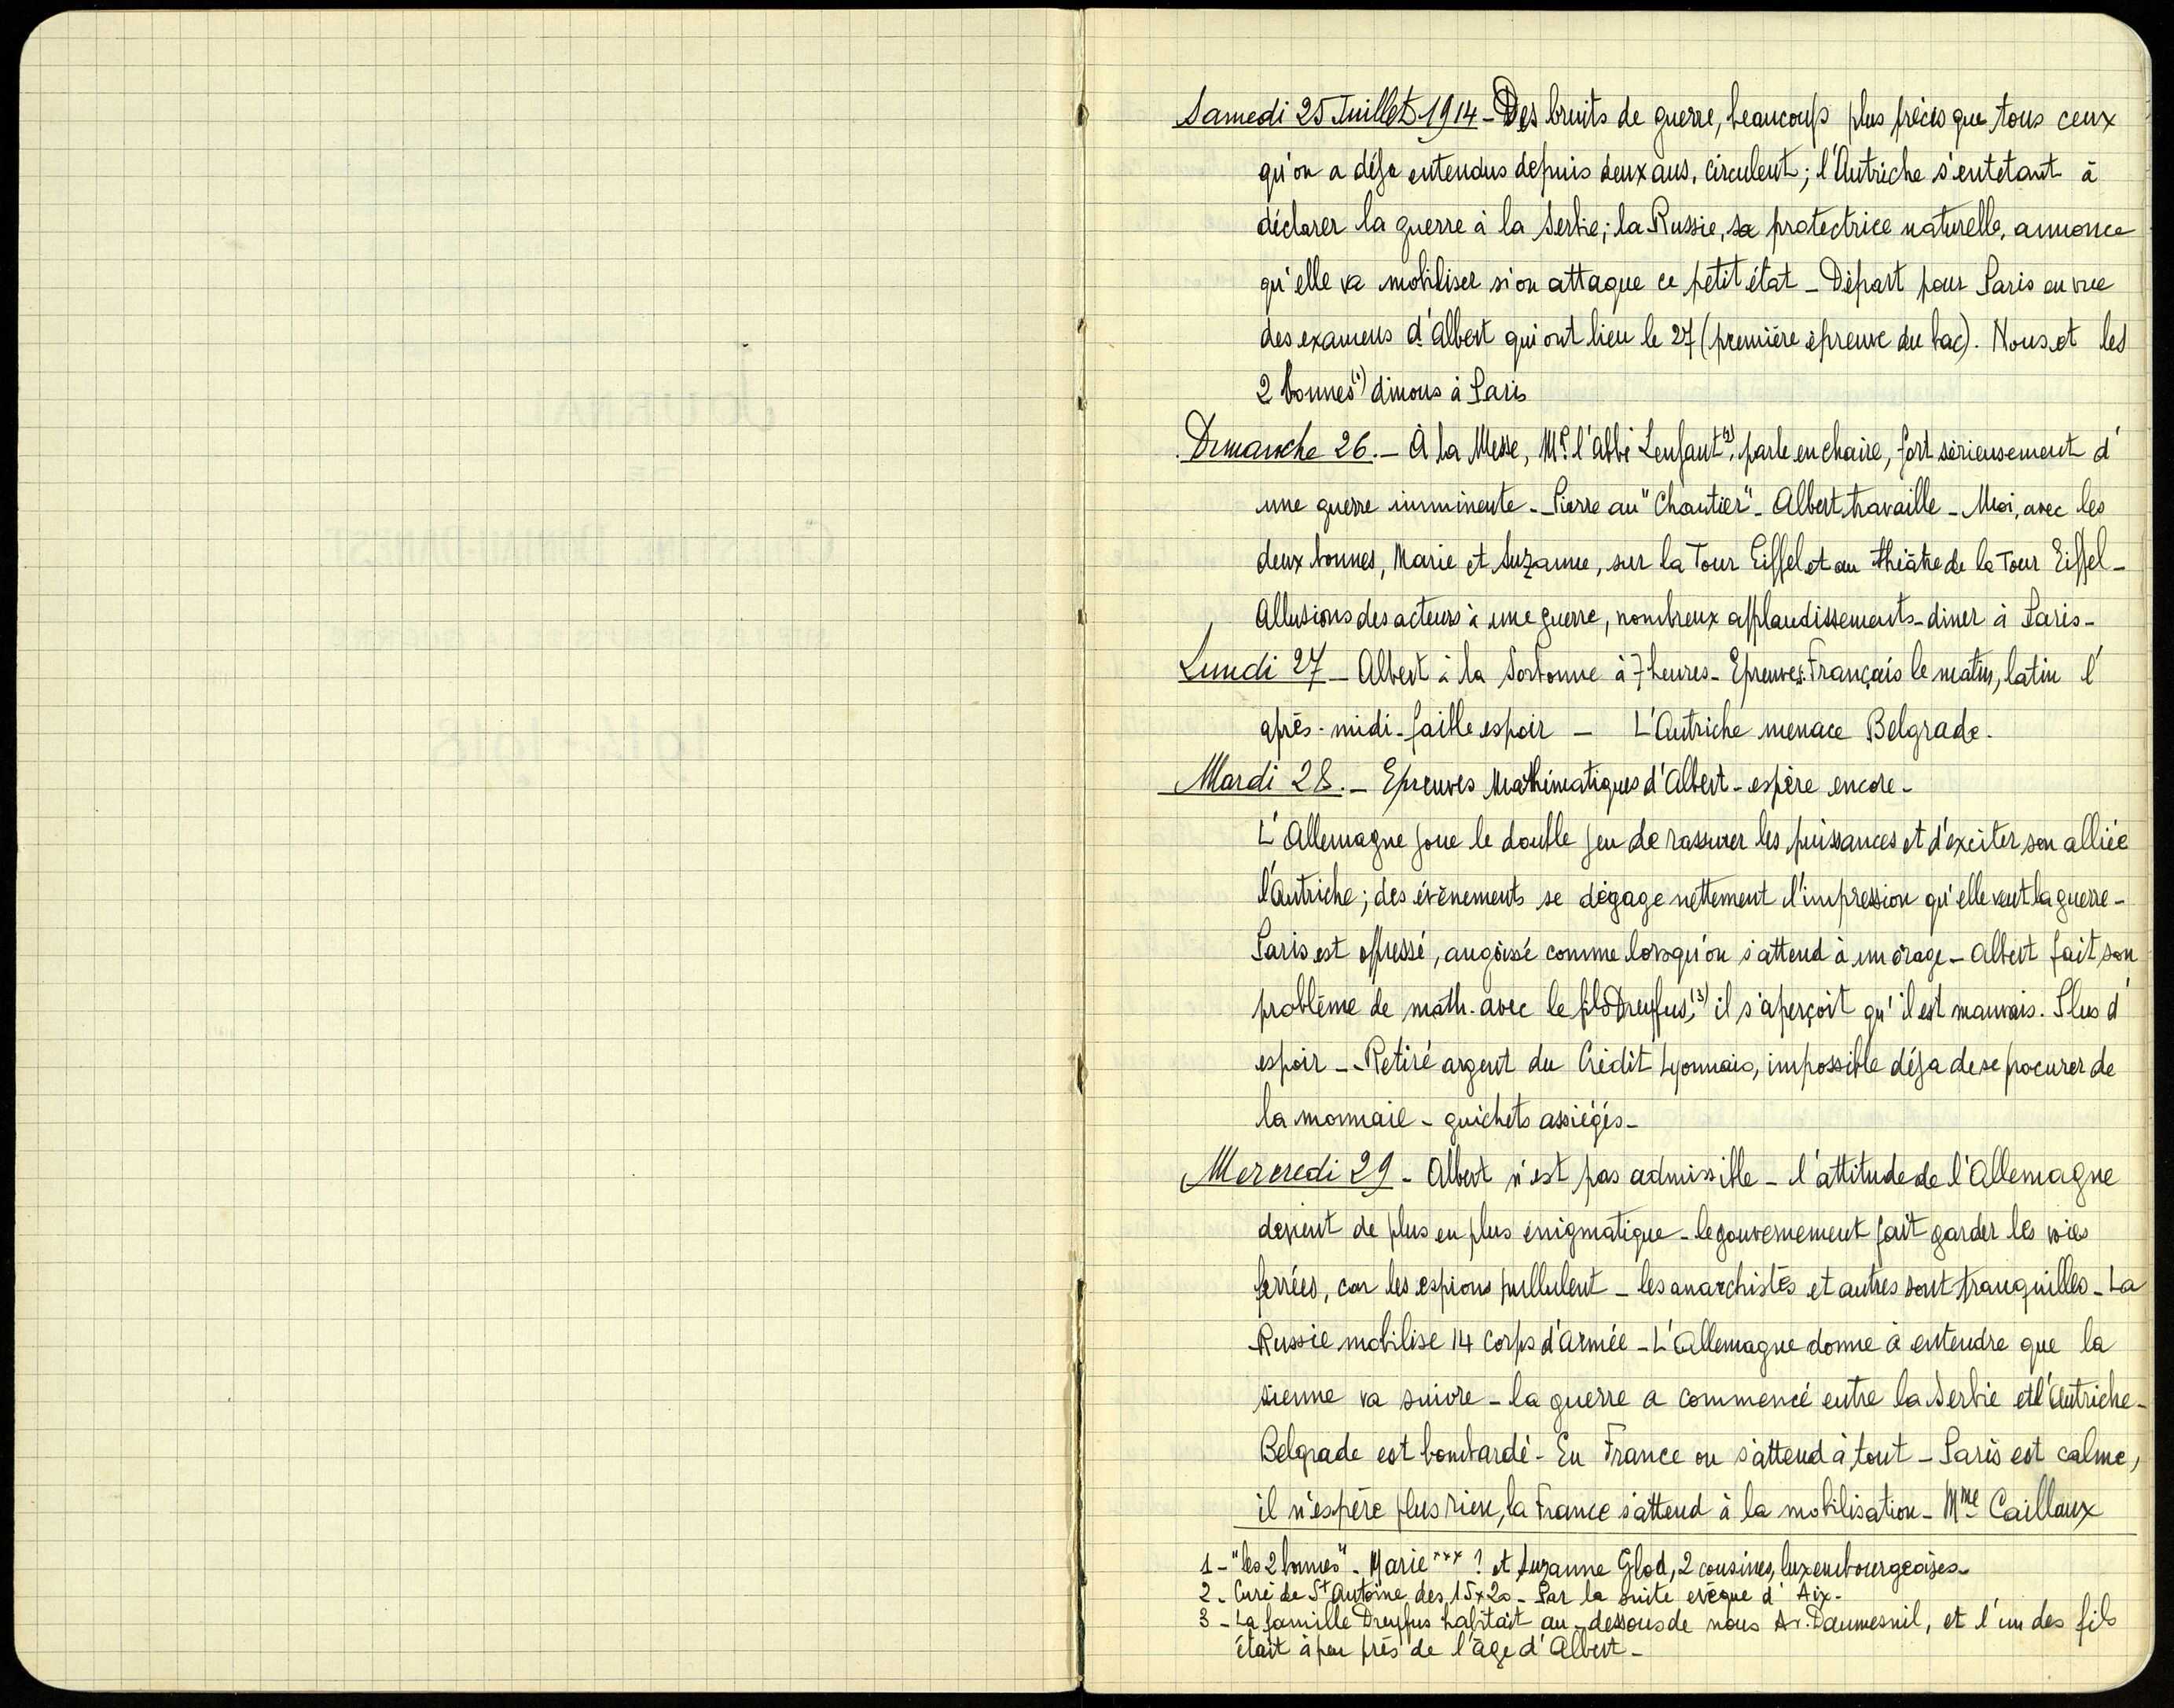 Samedi 25 Juillet 1914 - Des bruits de guerre, beaucoup plus précis que tous ceux
qu'on a déja entendus depuis deux ans, circulent; l'Autriche s'entêtant à
déclarer la guerre à la Serbie; la Russie, sa protectrice naturelle, annonce
qu'elle va mobiliser si on attaque ce petit état - Départ pour Paris en vue
des examens d'Albert qui ont lieu le 27 (première épreuve du bac). Nous et les
2 bonnes (1) dinons à Paris
Dimanche 26. - À la Messe, Mr l'Abbé Lenfant (2), parle en chaire, fort sérieusement d'
une guerre imminente - Pierre au "Chantier" - Albert travaille - Moi, avec les
deux bonnes, Marie et Suzanne, sur la Tour Eiffel et au théâtre de la Tour Eiffel -
Allusions des acteurs à une guerre, nombreux applaudissements - diner à Paris -
Lundi 27 - Albert à la Sorbonne à 7 heures - Epreuves: Français le matin, latin l'
après-midi - faible espoir - L'Autriche menace Belgrade.
Mardi 28. - Epreuves Mathématiques d'Albert - espère encore -
L'Allemagne joue le double jeu de rassurer les puissances et d'exciter son alliée
l'Autriche; des évènements se dégage nettement l'impression qu'elle veut la guerre -
Paris est oppressé, angoissé comme lorsqu'on s'attend à un orage - Albert fait son
problème de math. avec le fils Dreyfus, (3) il s'aperçoit qu'il est mauvais. Plus d'
espoir - Retiré argent du Crédit Lyonnais, impossible déja de se procurer de
la monnaie - guichets assiégés -
Mercredi 29 - Albert n'est pas admissible - l'attitude de l'Allemagne
devient de plus en plus énigmatique - le gouvernement fait garder les voies
ferrées, car les espions pullulent - les anarchistes et autres sont tranquilles - La
Russie mobilise 14 corps d'armée - L'Allemagne donne à entendre que la
sienne va suivre - la guerre a commencé entre la Serbie et l'Autriche -
Belgrade est bombardé - En France on s'attend à tout - Paris est calme,
il n'espère plus rien, la France s'attend à la mobilisation - Mme Caillaux
1 - "les 2 bonnes" - Marie *** ? et Suzanne Glod, 2 cousines, luxembourgeoises -
2 - Curé de St Antoine des 15x20 - Par la suite evêque d'Aix -
3 - La famille Dreyfus habitait au-dessous de nous Av. Daumesnil, et l'un des fils
était à peu près de l'âge d'Albert -